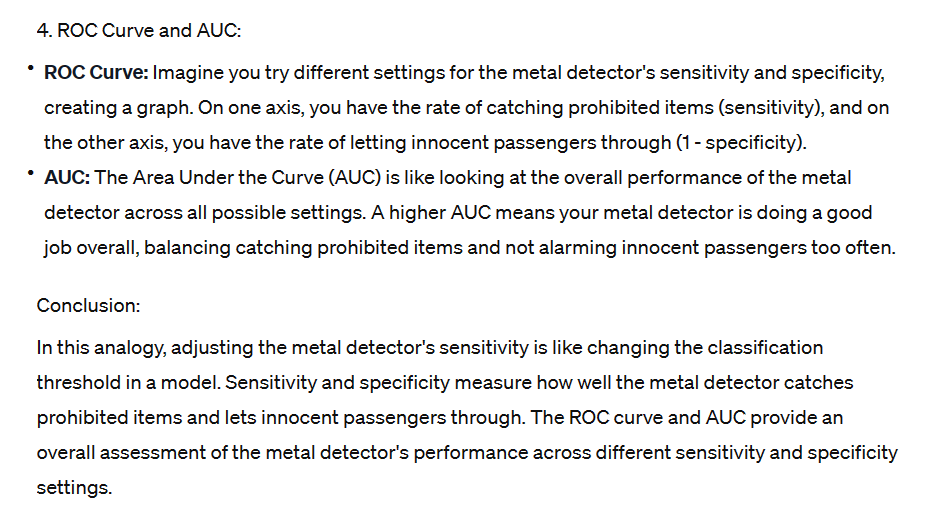 4. ROC Curve and AUC:
• ROC Curve: Imagine you try different settings for the metal detector's sensitivity and specificity,
creating a graph. On one axis, you have the rate of catching prohibited items (sensitivity), and on
the other axis, you have the rate of letting innocent passengers through (1 - specificity).
• AUC: The Area Under the Curve (AUC) is like looking at the overall performance of the metal
detector across all possible settings. A higher AUC means your metal detector is doing a good
job overall, balancing catching prohibited items and not alarming innocent passengers too often.
Conclusion:
In this analogy, adjusting the metal detector's sensitivity is like changing the classification
threshold in a model. Sensitivity and specificity measure how well the metal detector catches
prohibited items and lets innocent passengers through. The ROC curve and AUC provide an
overall assessment of the metal detector's performance across different sensitivity and specificity
settings.